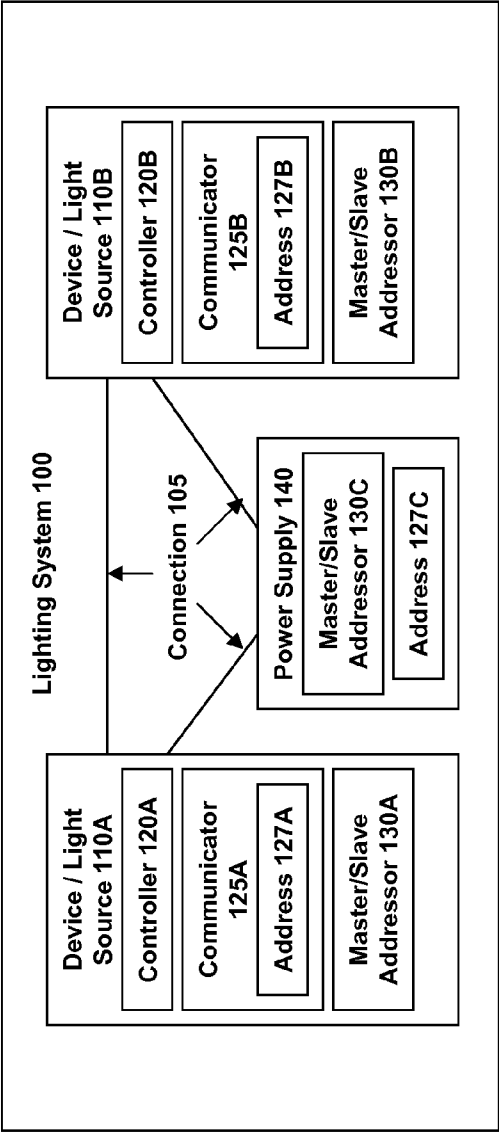 Lighting System 100
Device / Light
Source 110A
Controller 120A
Communicator
125A
Address 127A
Master/Slave
Addressor 130A
Connection 105
Power Supply 140
Master/Slave
Addressor 130C
Address 127C
Device / Light
Source 110B
Controller 120B
Communicator
125B
Address 127B
Master/Slave
Addressor 130B